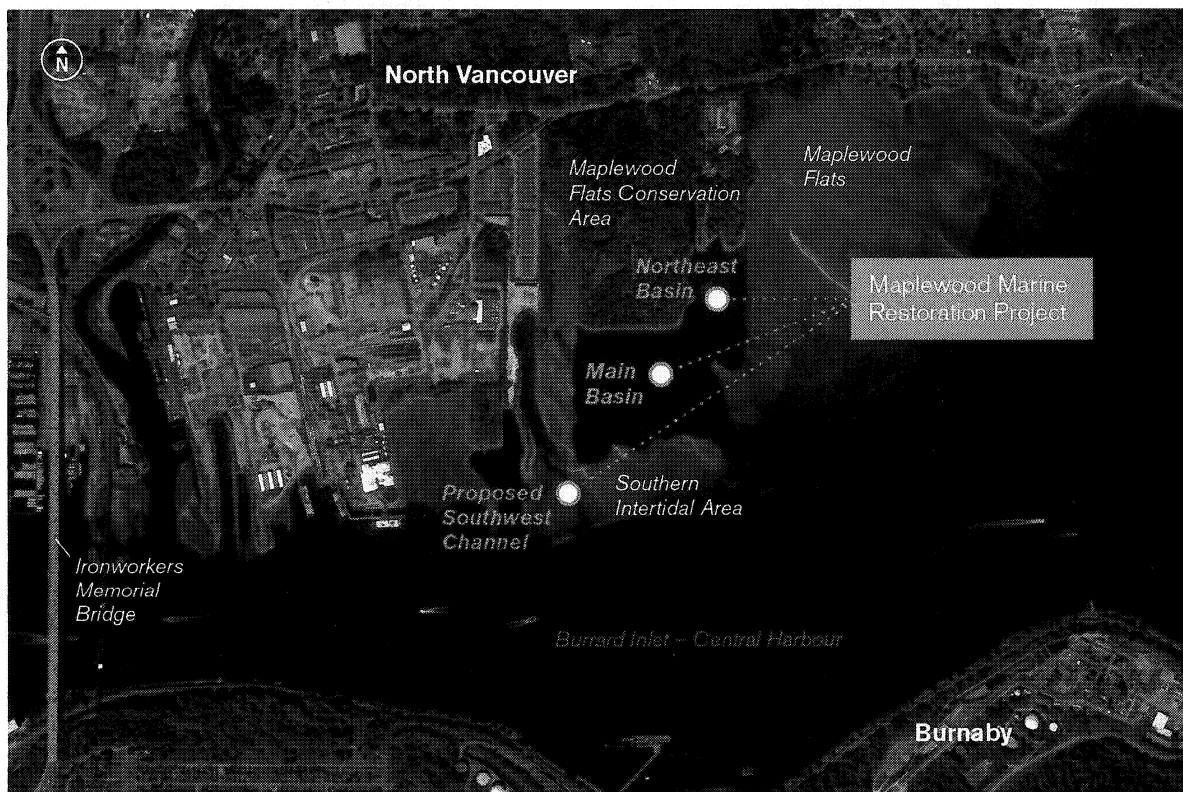 N
North Vancouver
Maplewood
Flats Conservation
Area
Maplewood
Flats
Northeast
Basin
Maplewood Marine
Restoration Project
Main
Basin
Proposed
Southwest
Channel
Southern
Intertidal Area
Ironworkers
Memorial
Bridge
Burrard Inlet – Central Harbour
Burnaby